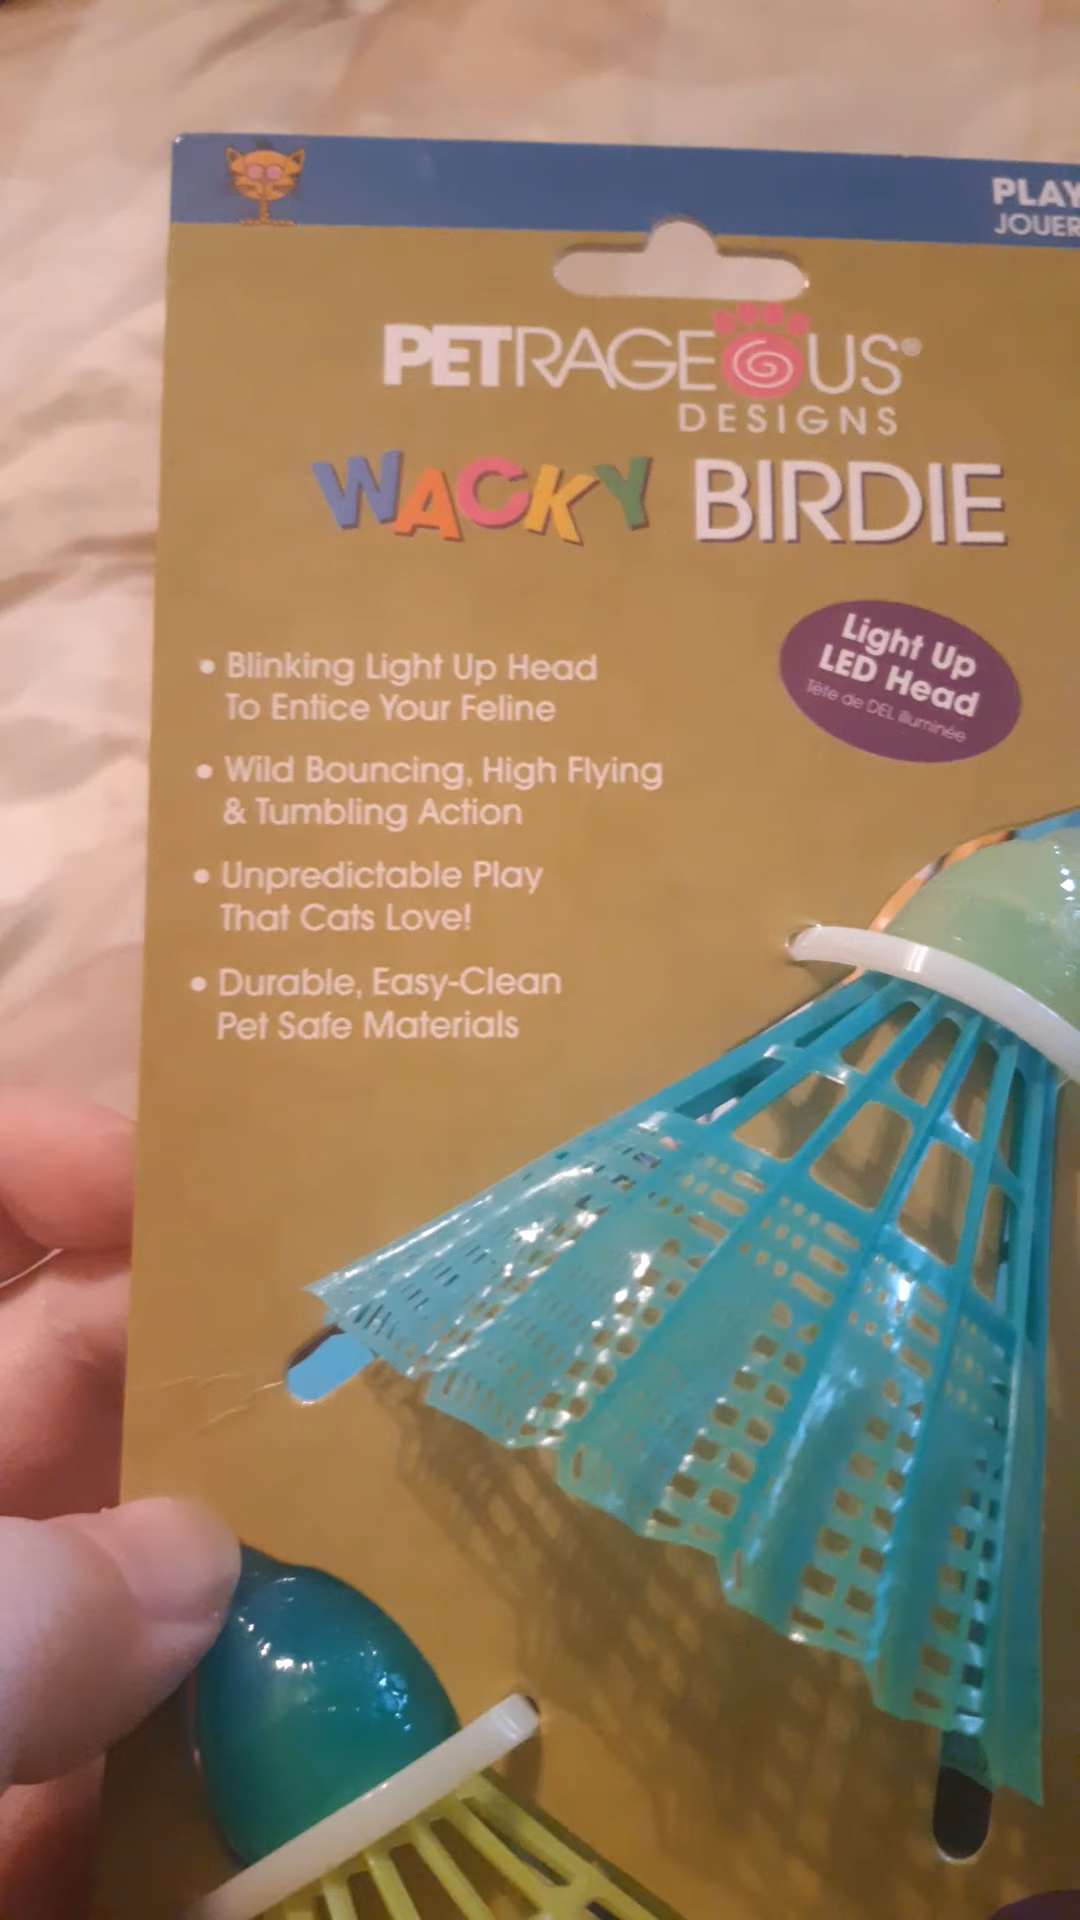 PLAY
JOUER
PETRAGEOUS®
DESIGNS
WACKY BIRDIE
Light Up
LED Head
Tête de DEL illuminée
• Blinking Light Up Head
To Entice Your Feline
• Wild Bouncing, High Flying
& Tumbling Action
• Unpredictable Play
That Cats Love!
• Durable, Easy-Clean
Pet Safe Materials